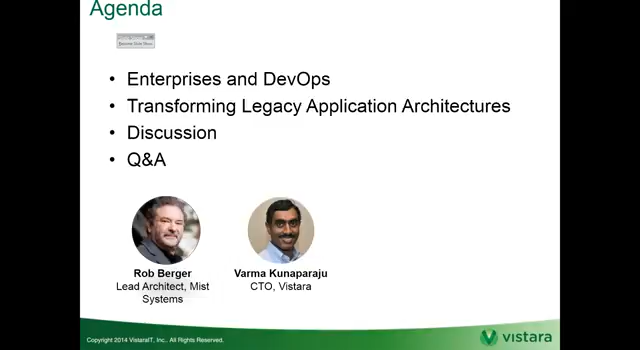 Agenda
• Enterprises and DevOps
• Transforming Legacy Application Architectures
• Discussion
• Q&A
Rob Berger
Lead Architect, Mist
Systems
Varma Kunaparaju
CTO, Vistara
Copyright 2014 VistaraIT, Inc.. All Rights Reserved.
vistara